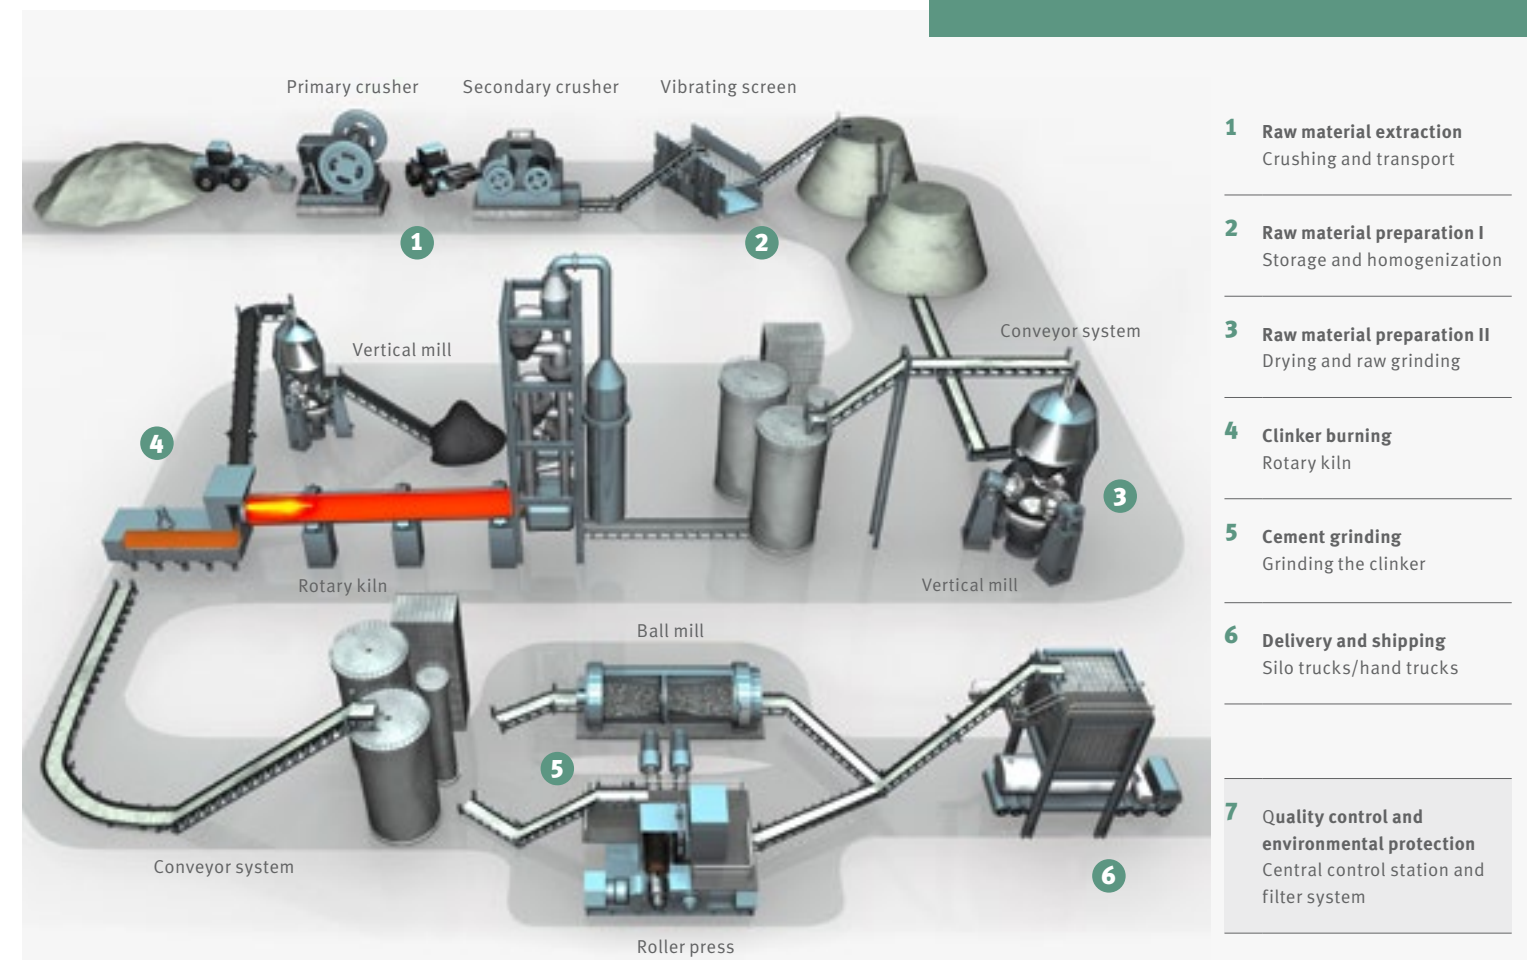 Primary crusher
Secondary crusher
Vibrating screen
1
2
Vertical mill
Conveyor system
4
3
Rotary kiln
Vertical mill
Ball mill
5
Conveyor system
6
Roller press
1 Raw material extraction
Crushing and transport
2 Raw material preparation I
Storage and homogenization
3 Raw material preparation II
Drying and raw grinding
4 Clinker burning
Rotary kiln
5 Cement grinding
Grinding the clinker
6 Delivery and shipping
Silo trucks/hand trucks
7 Quality control and
environmental protection
Central control station and
filter system